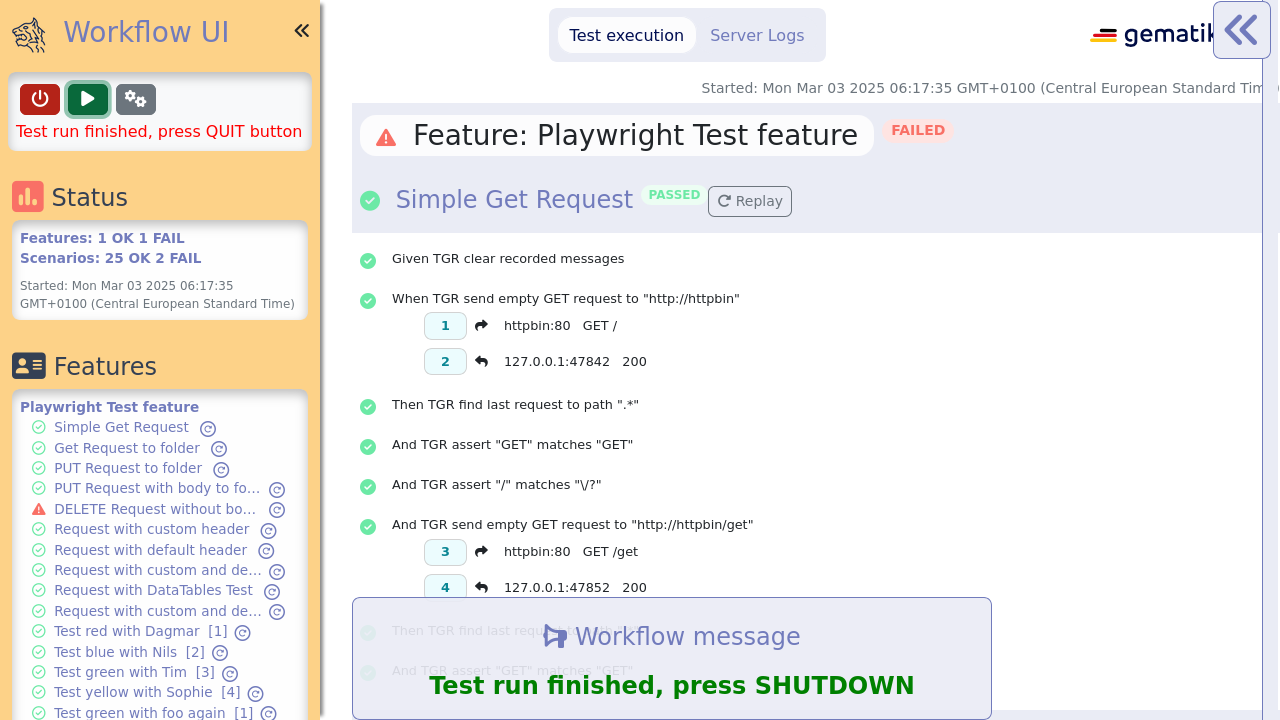 Workflow UI
Test run finished, press QUIT button
Status
Features: 1 OK 1 FAIL
Scenarios: 25 OK 2 FAIL
Started: Mon Mar 03 2025 06:17:35
GMT+0100 (Central European Standard Time)
Features
Playwright Test feature
Simple Get Request
Get Request to folder
PUT Request to folder
PUT Request with body to fo...
DELETE Request without bo...
Request with custom header
Request with default header
Request with custom and de...
Request with DataTables Test
Request with custom and de...
Test red with Dagmar [1]
Test blue with Nils [2]
Test green with Tim [3]
Test yellow with Sophie [4]
Test green with foo again [1]
Test execution
Server Logs
gematik
Started: Mon Mar 03 2025 06:17:35 GMT+0100 (Central European Standard Tim
Feature: Playwright Test feature
FAILED
Simple Get Request
PASSED
Replay
Given TGR clear recorded messages
When TGR send empty GET request to "http://httpbin"
1 httpbin:80 GET /
2 127.0.0.1:47842 200
Then TGR find last request to path ".*"
And TGR assert "GET" matches "GET"
And TGR assert "/" matches "\/?"
And TGR send empty GET request to "http://httpbin/get"
3 httpbin:80 GET /get
4 127.0.0.1:47852 200
Then TGR find last request to path
And TGR assert "GET" matches "GET"
Workflow message
Test run finished, press SHUTDOWN